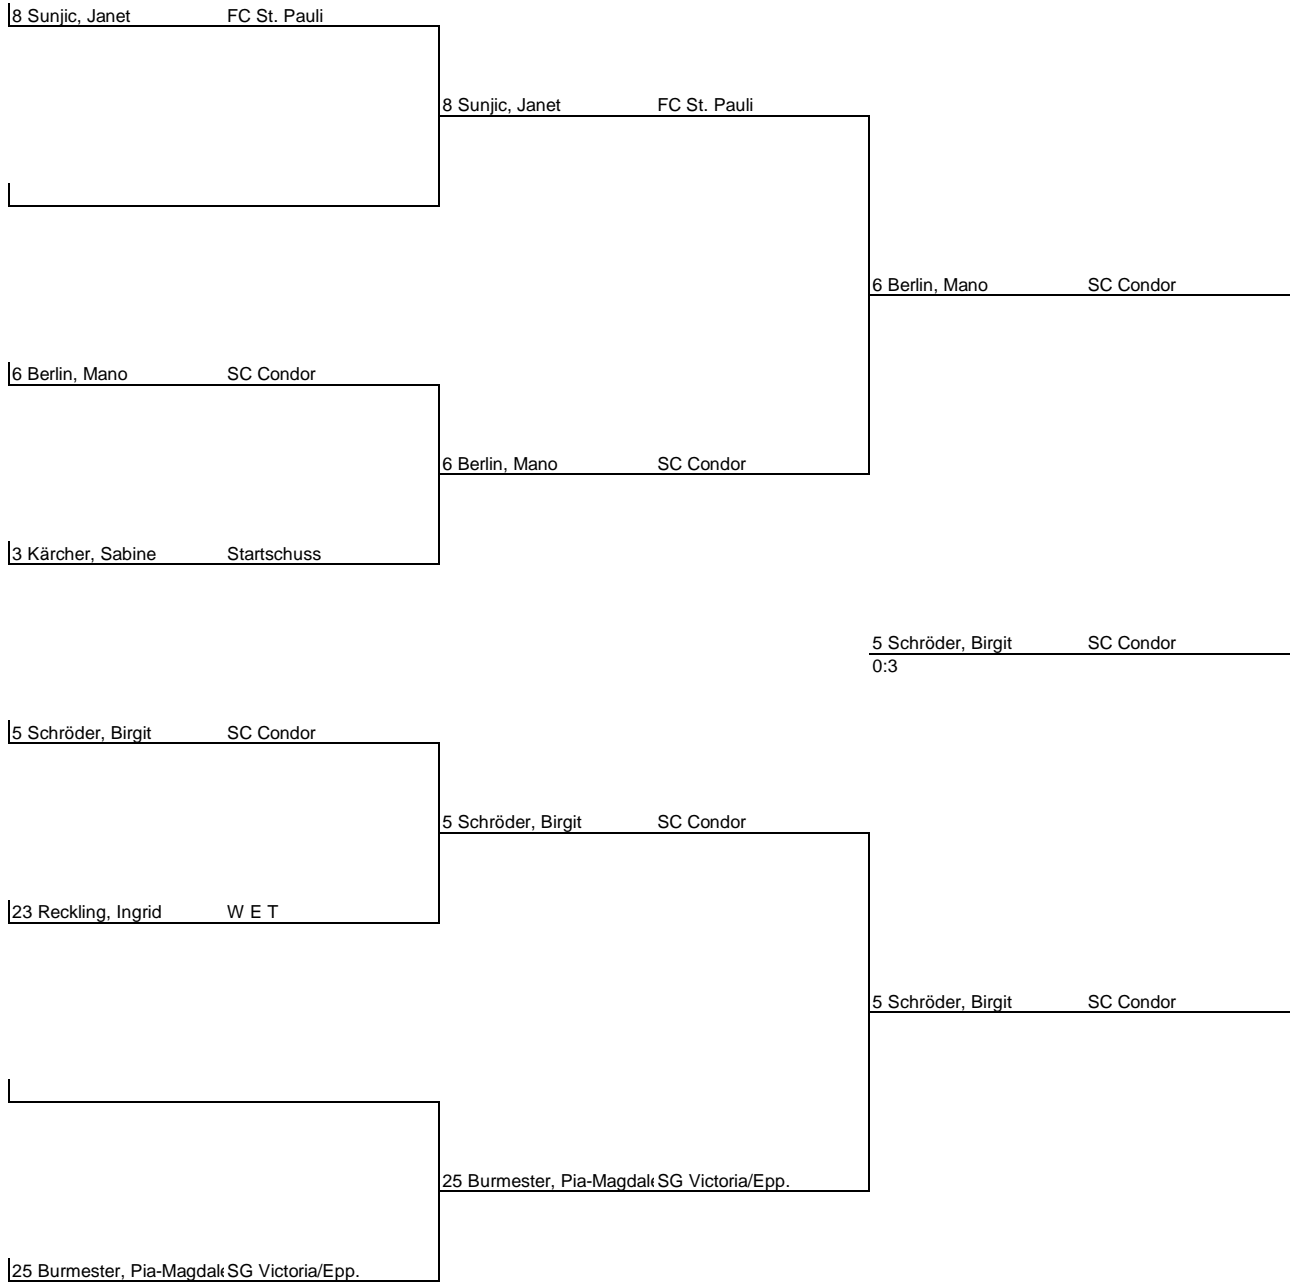 8 Sunjic, Janet FC St. Pauli
8 Sunjic, Janet FC St. Pauli
6 Berlin, Mano SC Condor
6 Berlin, Mano SC Condor
6 Berlin, Mano SC Condor
3 Kärcher, Sabine Startschuss
5 Schröder, Birgit SC Condor
0:3
5 Schröder, Birgit SC Condor
5 Schröder, Birgit SC Condor
23 Reckling, Ingrid W E T
5 Schröder, Birgit SC Condor
25 Burmester, Pia-Magdale SG Victoria/Epp.
25 Burmester, Pia-Magdale SG Victoria/Epp.